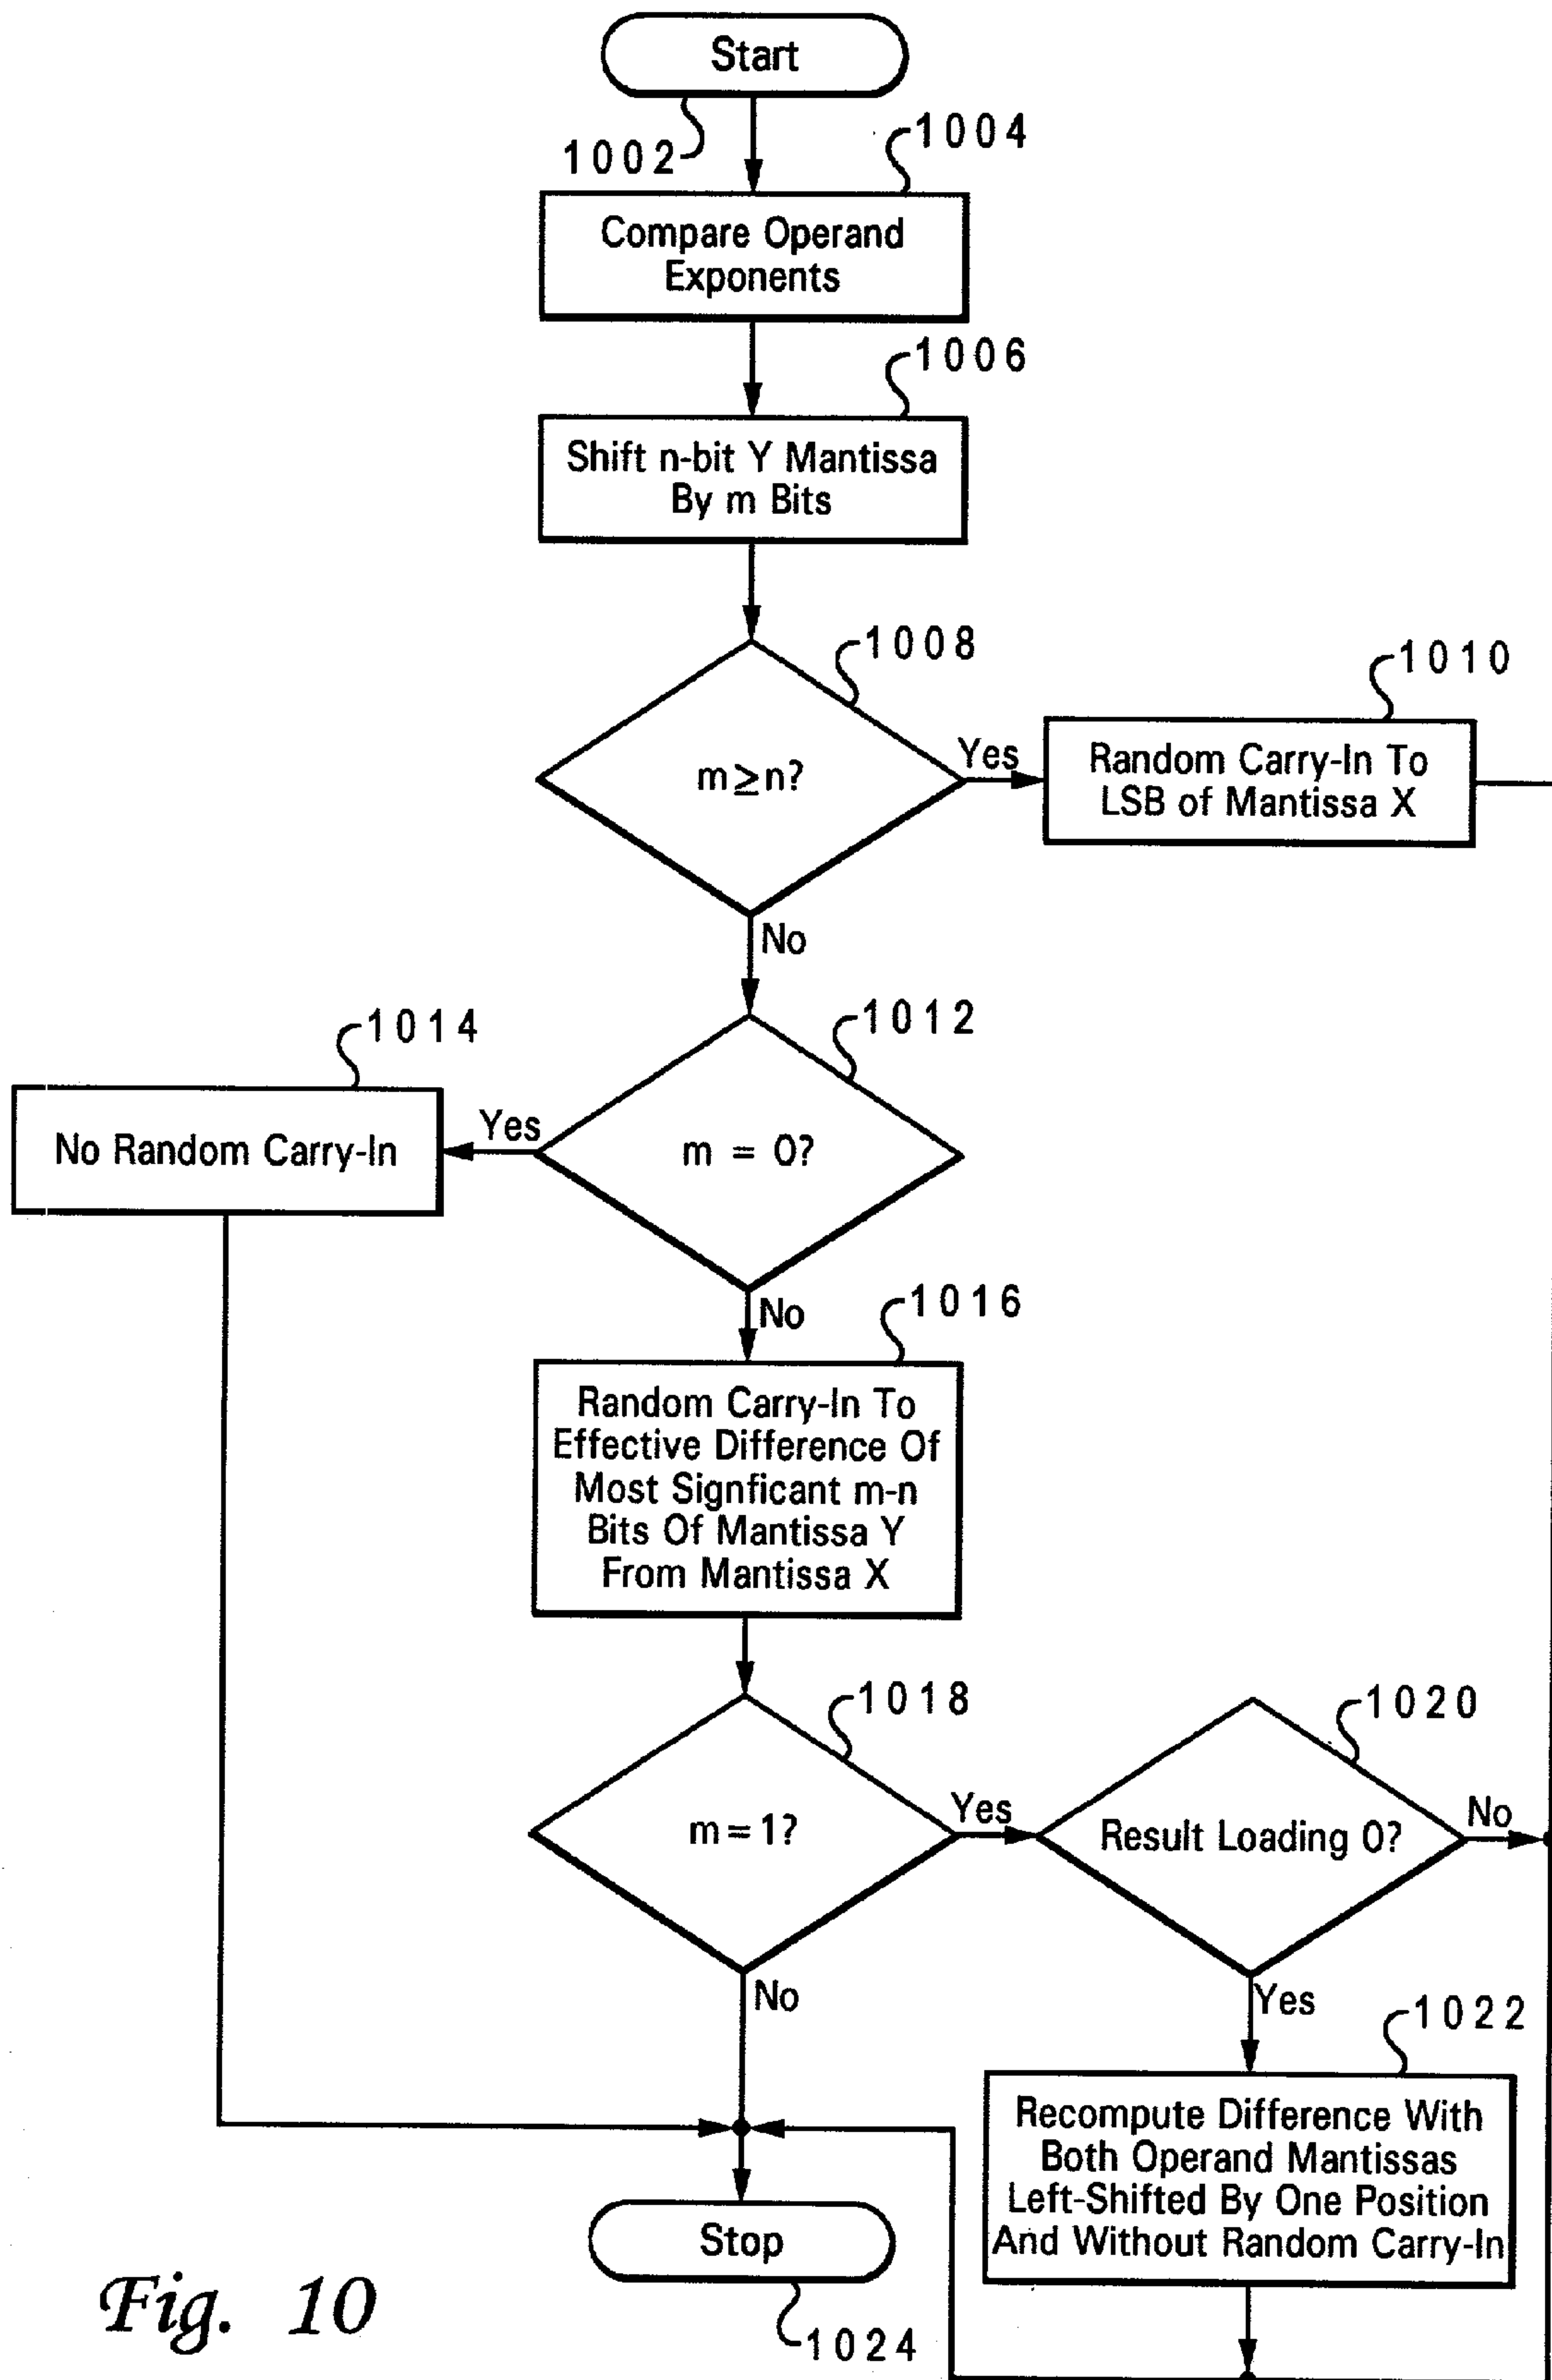 Start
1002
1004
Compare Operand
Exponents
1006
Shift n-bit Y Mantissa
By m Bits
1008
m≥n?
Yes
1010
Random Carry-In To
LSB of Mantissa X
No
1012
m = 0?
Yes
1014
No Random Carry-In
No
1016
Random Carry-In To
Effective Difference Of
Most Signficant m-n
Bits Of Mantissa Y
From Mantissa X
1018
m=1?
Yes
1020
Result Loading 0?
No
No
Yes
1022
Recompute Difference With
Both Operand Mantissas
Left-Shifted By One Position
And Without Random Carry-In
Stop
1024
Fig. 10